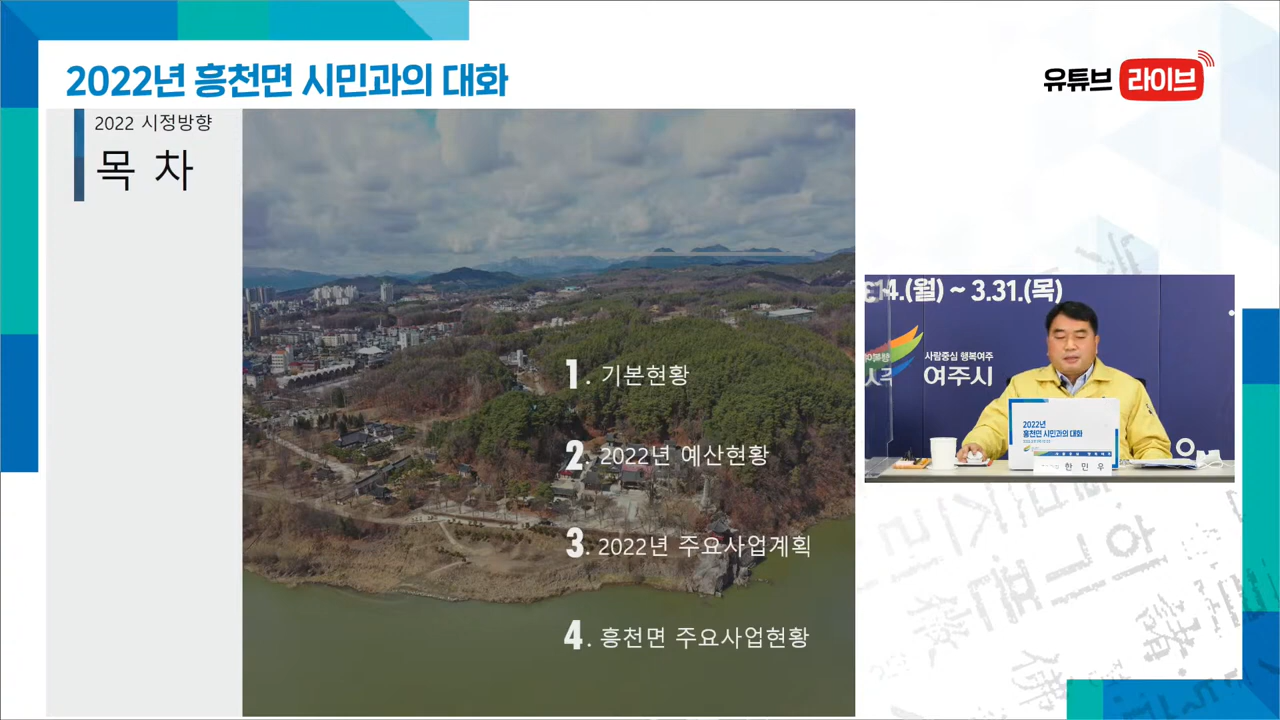 2022년 흥천면 시민과의 대화
유튜브 라이브
2022 시정방향
목 차
1. 기본현황
2. 2022년 예산현황
3. 2022년 주요사업계획
4. 흥천면 주요사업현황
14.(월) ~ 3.31.(목)
사람중심 행복여주
여주시
2022년
흥천면 시민과의 대화
한 민 우